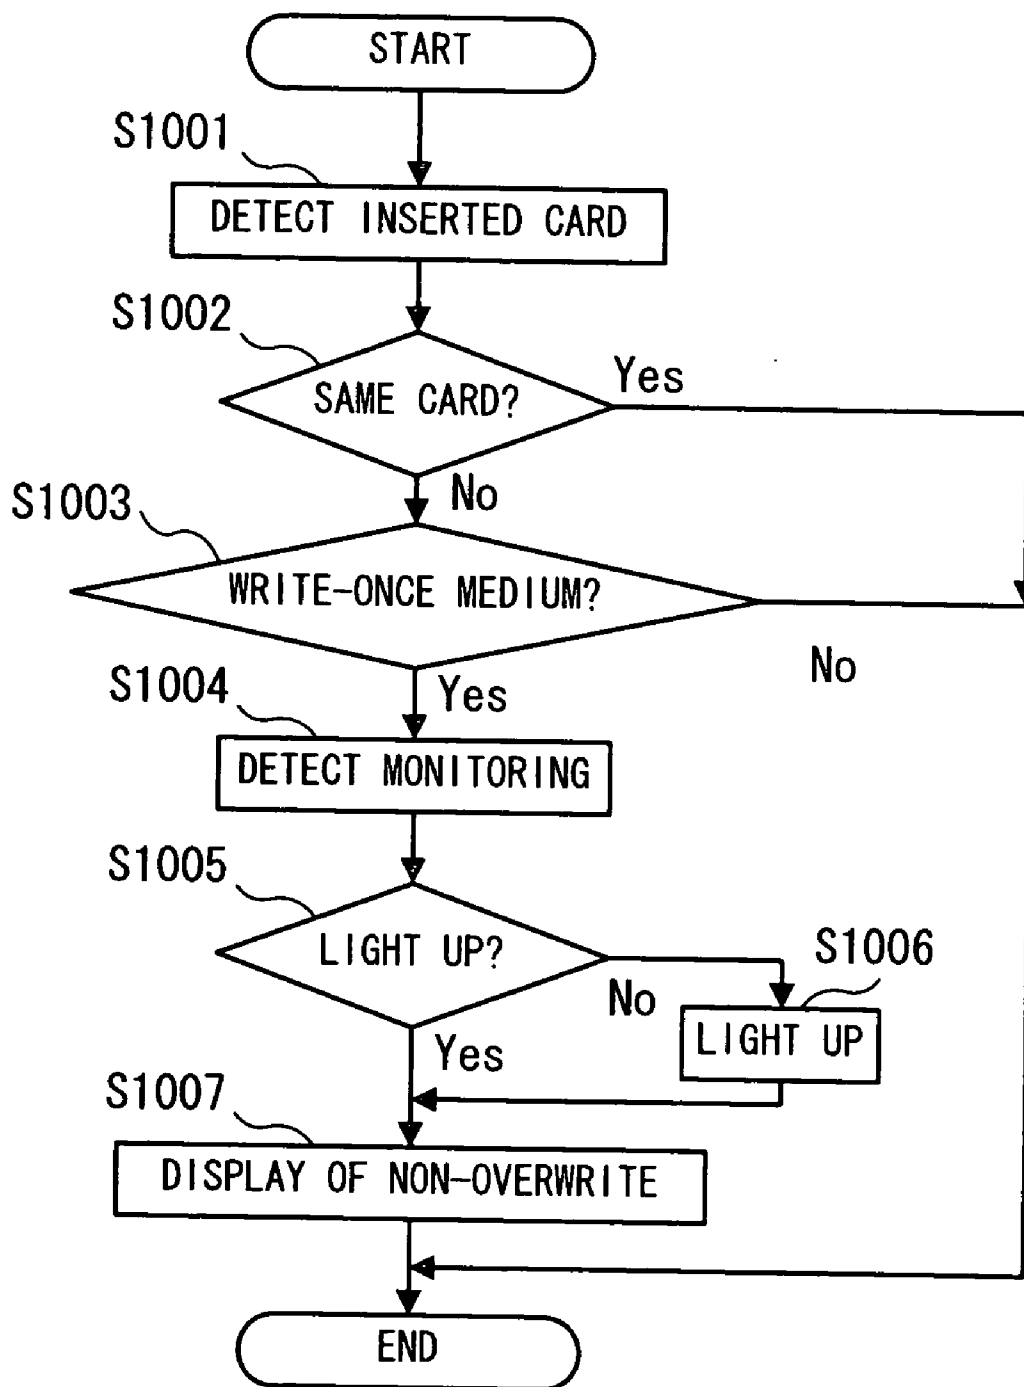 START
S1001
DETECT INSERTED CARD
S1002
SAME CARD?
Yes
No
S1003
WRITE-ONCE MEDIUM?
No
Yes
S1004
DETECT MONITORING
S1005
LIGHT UP?
No
S1006
LIGHT UP
Yes
S1007
DISPLAY OF NON-OVERWRITE
END